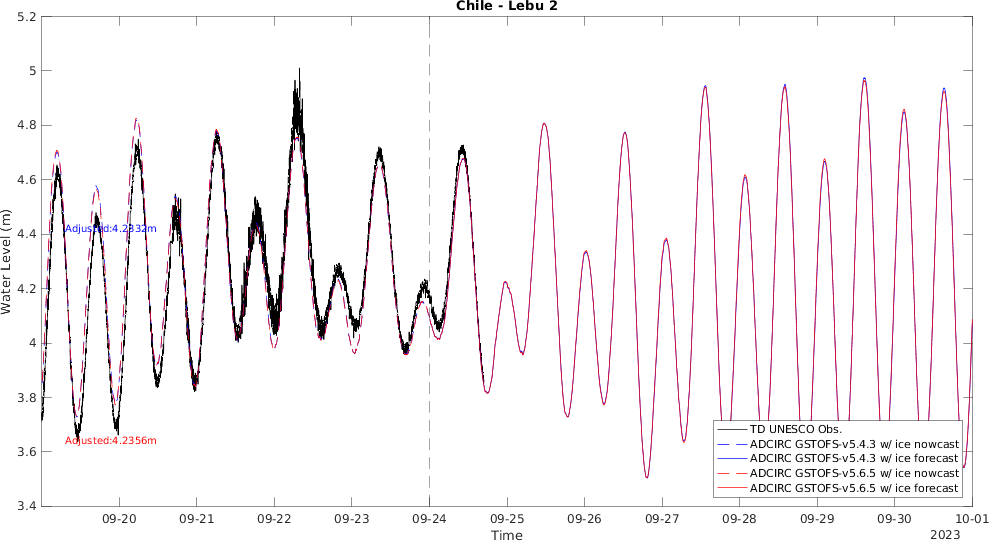 Chile - Lebu 2
5.2
5
4.8
4.6
4.4
4.2
4
3.8
3.6
3.4
Water Level (m)
Adjusted:4.2332m
Adjusted:4.2356m
TD UNESCO Obs.
ADCIRC GSTOFS-v5.4.3 w/ ice nowcast
ADCIRC GSTOFS-v5.4.3 w/ ice forecast
ADCIRC GSTOFS-v5.6.5 w/ ice nowcast
ADCIRC GSTOFS-v5.6.5 w/ ice forecast
09-20 09-21 09-22 09-23 09-24 09-25 09-26 09-27 09-28 09-29 09-30 10-01
Time
2023